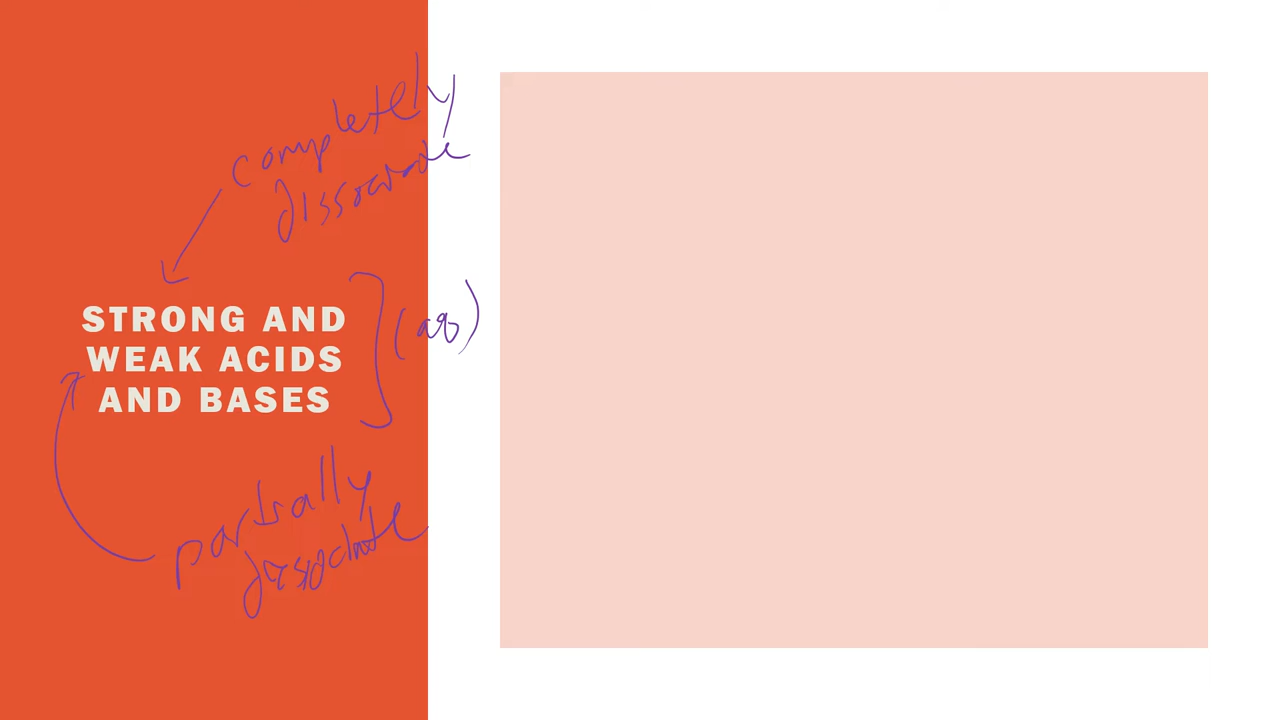 completely
dissociate
STRONG AND
WEAK ACIDS
AND BASES
(aq)
partially
dissociate